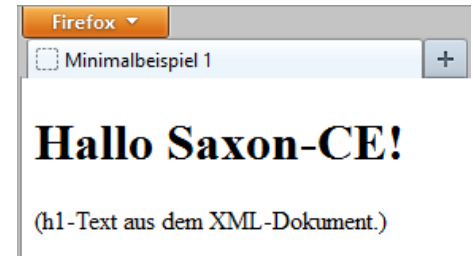 Firefox
Minimalbeispiel 1
Hallo Saxon-CE!
(h1-Text aus dem XML-Dokument.)